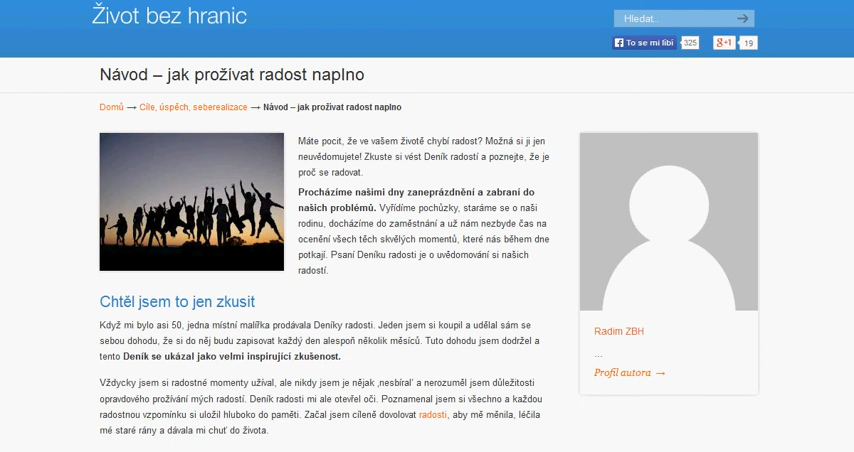 Život bez hranic
Hledat..
To se mi líbí 325
g+1 19
Návod – jak prožívat radost naplno
Domů → Cíle, úspěch, seberealizace → Návod – jak prožívat radost naplno
Máte pocit, že ve vašem životě chybí radost? Možná si ji jen
neuvědomujete! Zkuste si vést Deník radostí a poznejte, že je
proč se radovat.
Procházíme našimi dny zaneprázdnění a zabraní do
našich problémů. Vyřídíme pochůzky, staráme se o naši
rodinu, docházíme do zaměstnání a už nám nezbyde čas na
ocenění všech těch skvělých momentů, které nás během dne
potkají. Psaní Deníku radosti je o uvědomování si našich
radostí.
Chtěl jsem to jen zkusit
Když mi bylo asi 50, jedna místní malířka prodávala Deníky radosti. Jeden jsem si koupil a udělal sám se
sebou dohodu, že si do něj budu zapisovat každý den alespoň několik měsíců. Tuto dohodu jsem dodržel a
tento Deník se ukázal jako velmi inspirující zkušenost.
Vždycky jsem si radostné momenty užíval, ale nikdy jsem je nějak ‚nesbíral‘ a nerozuměl jsem důležitosti
opravdového prožívání mých radostí. Deník radosti mi ale otevřel oči. Poznamenal jsem si všechno a každou
radostnou vzpomínku si uložil hluboko do paměti. Začal jsem cíleně dovolovat radosti, aby mě měnila, léčila
mé staré rány a dávala mi chuť do života.
Radim ZBH
...
Profil autora →